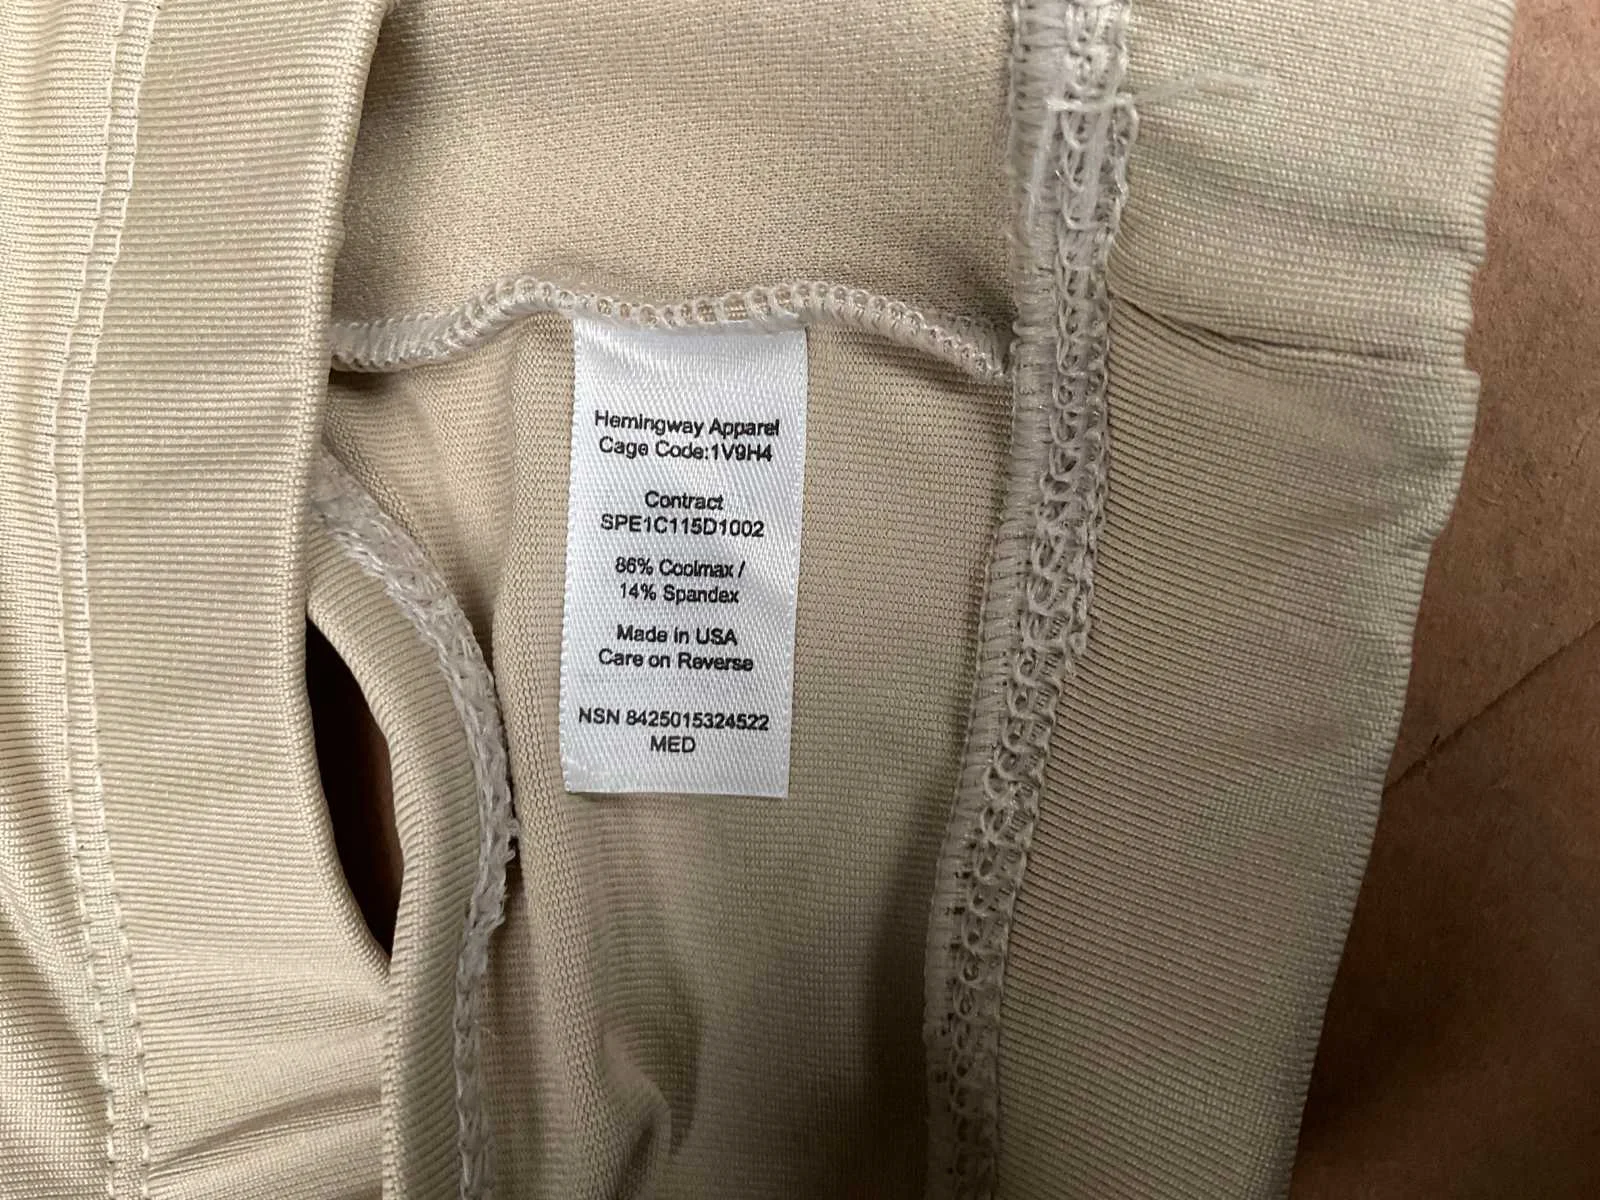 Hemingway Apparel
Cage Code:1V9H4
Contract
SPE1C115D1002
86% Coolmax /
14% Spandex
Made in USA
Care on Reverse
NSN 8425015324522
MED